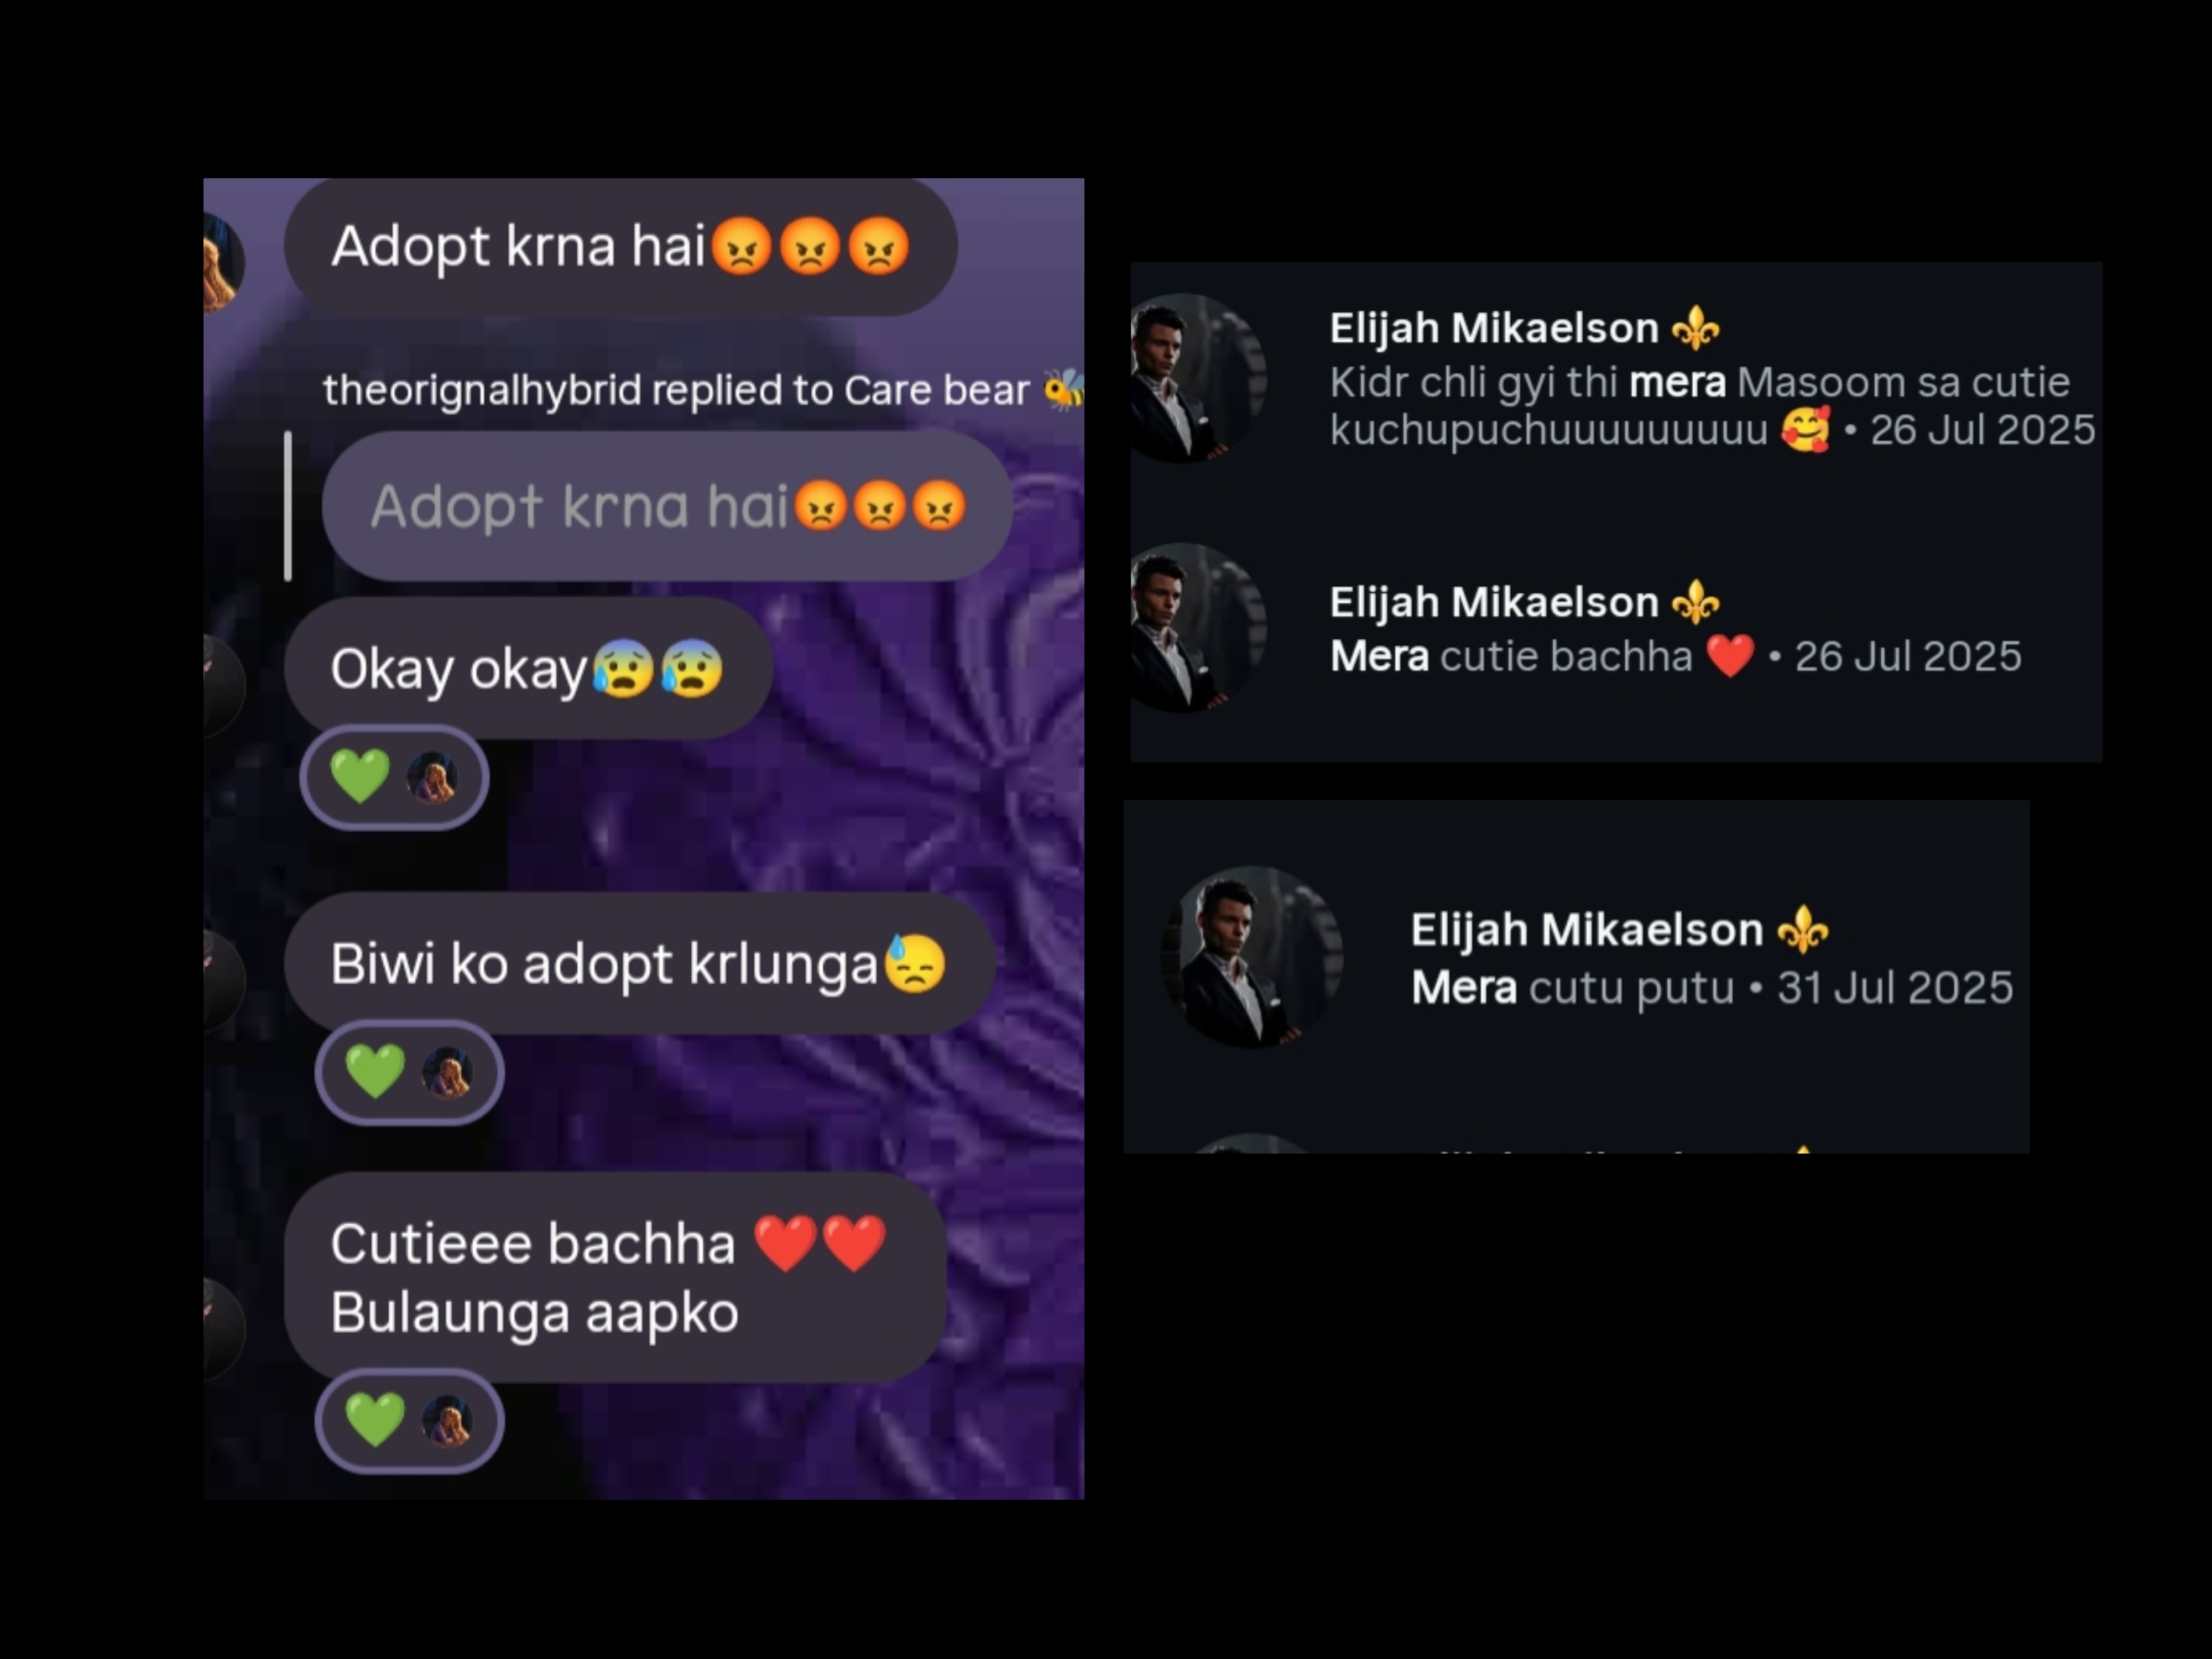 Adopt krna hai😡😡😡
theorignalhybrid replied to Care bear 🐝
Adopt krna hai😡😡😡
Okay okay😰😰
💚
Biwi ko adopt krlunga😓
💚
Cutieee bachha ❤️❤️
Bulaunga aapko
💚
Elijah Mikaelson ⚜️
Kidr chli gyi thi mera Masoom sa cutie
kuchupuchuuuuuuuuuu 🥰 • 26 Jul 2025
Elijah Mikaelson ⚜️
Mera cutie bachha ❤️ • 26 Jul 2025
Elijah Mikaelson ⚜️
Mera cutu putu • 31 Jul 2025